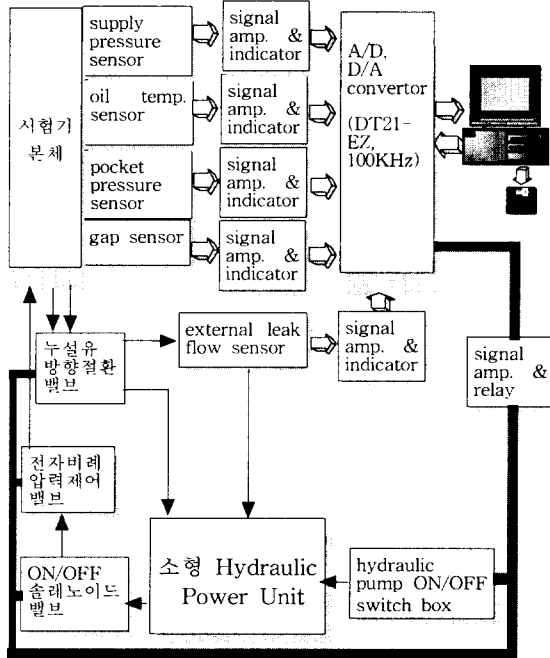 supply
pressure
sensor
signal
amp. &
indicator
A/D,
D/A
convertor
(DT21-
EZ,
100KHz)
oil temp.
sensor
signal
amp. &
indicator
시험기
본체
pocket
pressure
sensor
signal
amp. &
indicator
gap sensor
signal
amp. &
indicator
누설유
방향절환
밸브
external leak
flow sensor
signal
amp. &
indicator
signal
amp. &
relay
전자비례
압력제어
밸브
ON/OFF
솔레노이드
밸브
소형 Hydraulic
Power Unit
hydraulic
pump ON/OFF
switch box